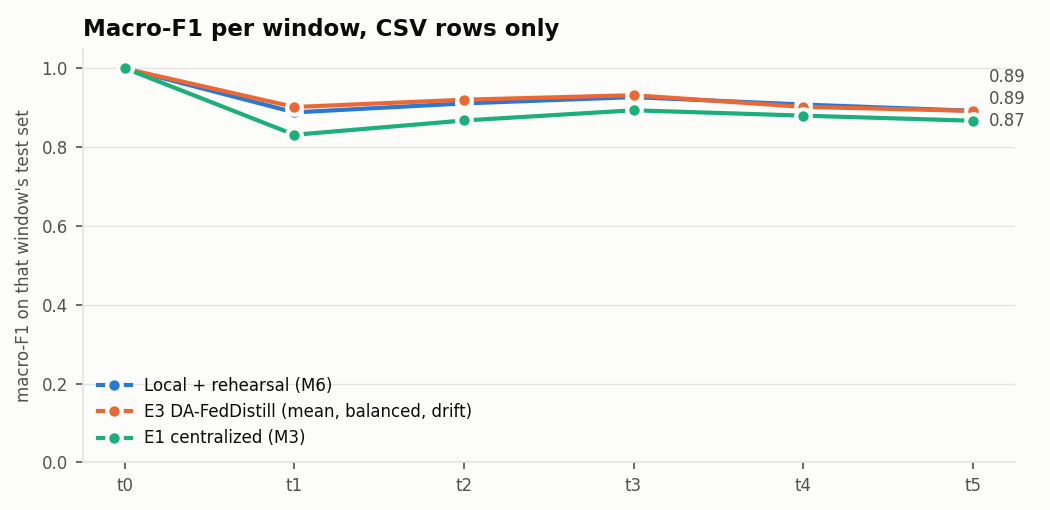 Macro-F1 per window, CSV rows only
macro-F1 on that window's test set
1.0
0.8
0.6
0.4
0.2
0.0
0.89
0.89
0.87
Local + rehearsal (M6)
E3 DA-FedDistill (mean, balanced, drift)
E1 centralized (M3)
t0
t1
t2
t3
t4
t5